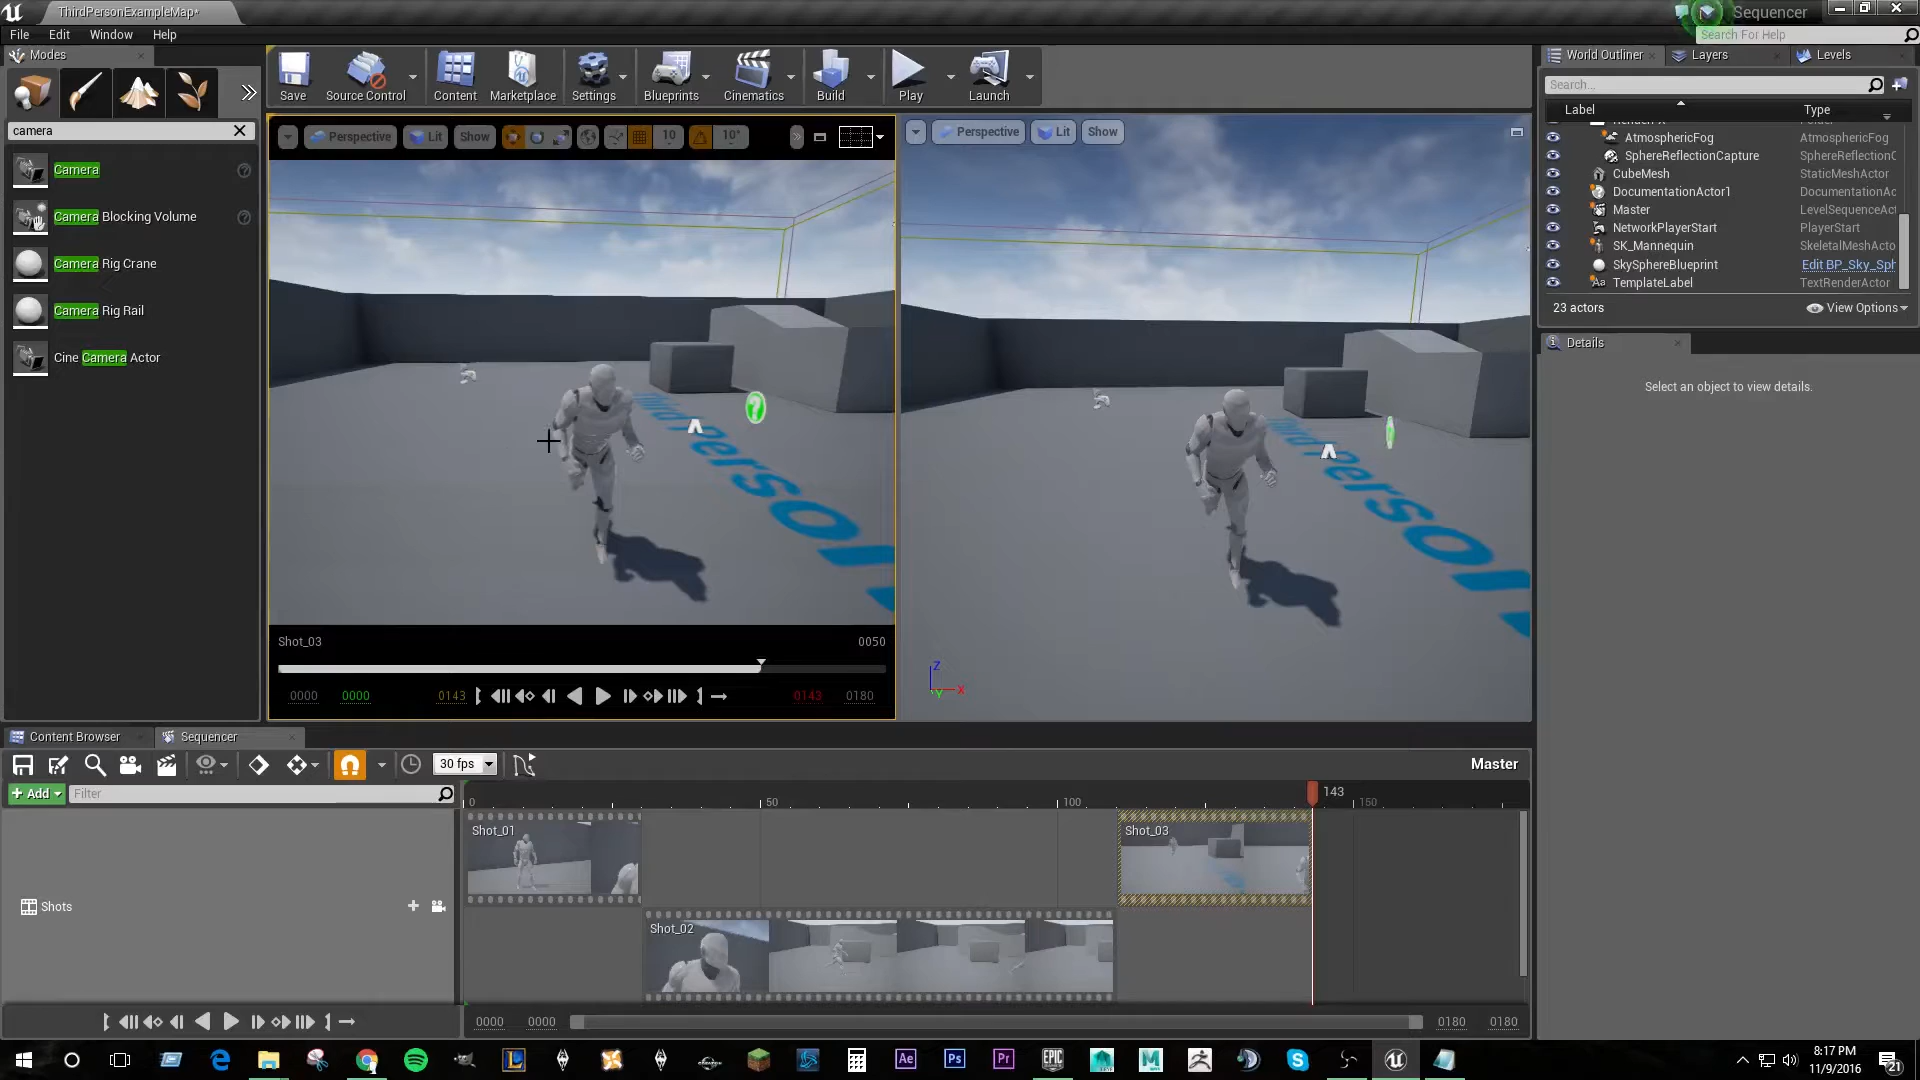 ThirdPersonExampleMap*
Sequencer
File Edit Window Help
Search For Help
Modes
World Outliner Layers Levels
Save Source Control Content Marketplace Settings Blueprints Cinematics Build Play Launch
Search...
Label Type
camera
Perspective Lit Show 10 10°
Perspective Lit Show
AtmosphericFog AtmosphericFog
SphereReflectionCapture SphereReflectionC
CubeMesh StaticMeshActor
DocumentationActor1 DocumentationAc
Master LevelSequenceAct
NetworkPlayerStart PlayerStart
SK_Mannequin SkeletalMeshActo
SkySphereBlueprint Edit BP_Sky_Sph
TemplateLabel TextRenderActor
23 actors View Options
Camera
Camera Blocking Volume
Camera Rig Crane
Camera Rig Rail
Cine Camera Actor
Details
Select an object to view details.
Z
X
Y
Shot_03 0050
0000 0000 0143 0143 0180
Content Browser Sequencer
30 fps Master
+ Add Filter
0 50 100 143 150
Shot_01 Shot_03
Shots
Shot_02
0000 0000 0180 0180
Ae Ps Pr EPIC GAMES M
8:17 PM
11/9/2016
21